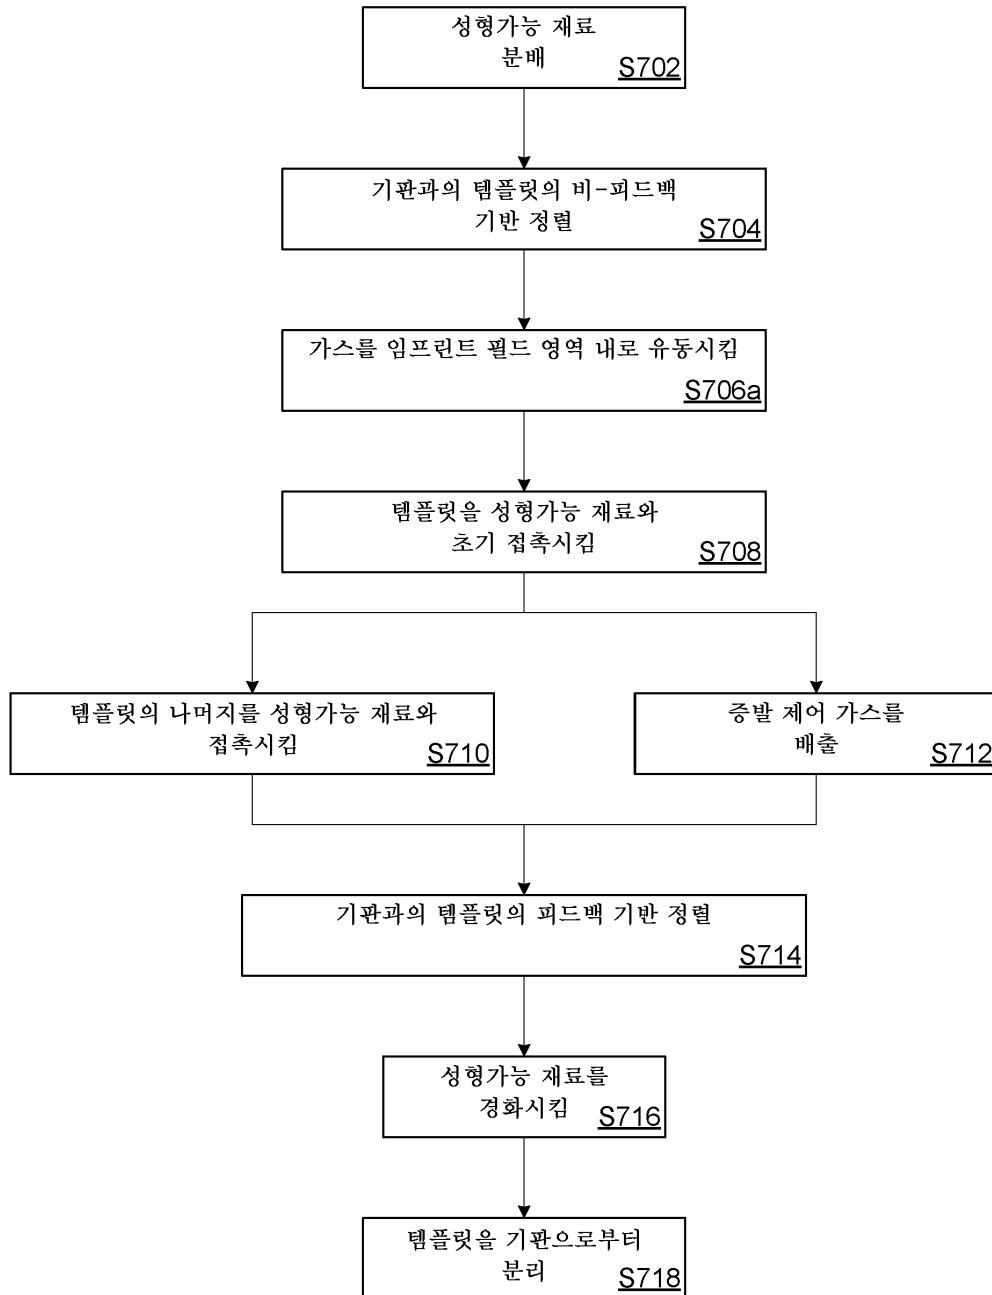 성형가능 재료
분배
S702
기판과의 템플릿의 비-피드백
기반 정렬
S704
가스를 임프린트 필드 영역 내로 유동시킴
S706a
템플릿을 성형가능 재료와
초기 접촉시킴
S708
템플릿의 나머지를 성형가능 재료와
접촉시킴
S710
증발 제어 가스를
배출
S712
기판과의 템플릿의 피드백 기반 정렬
S714
성형가능 재료를
경화시킴
S716
템플릿을 기판으로부터
분리
S718